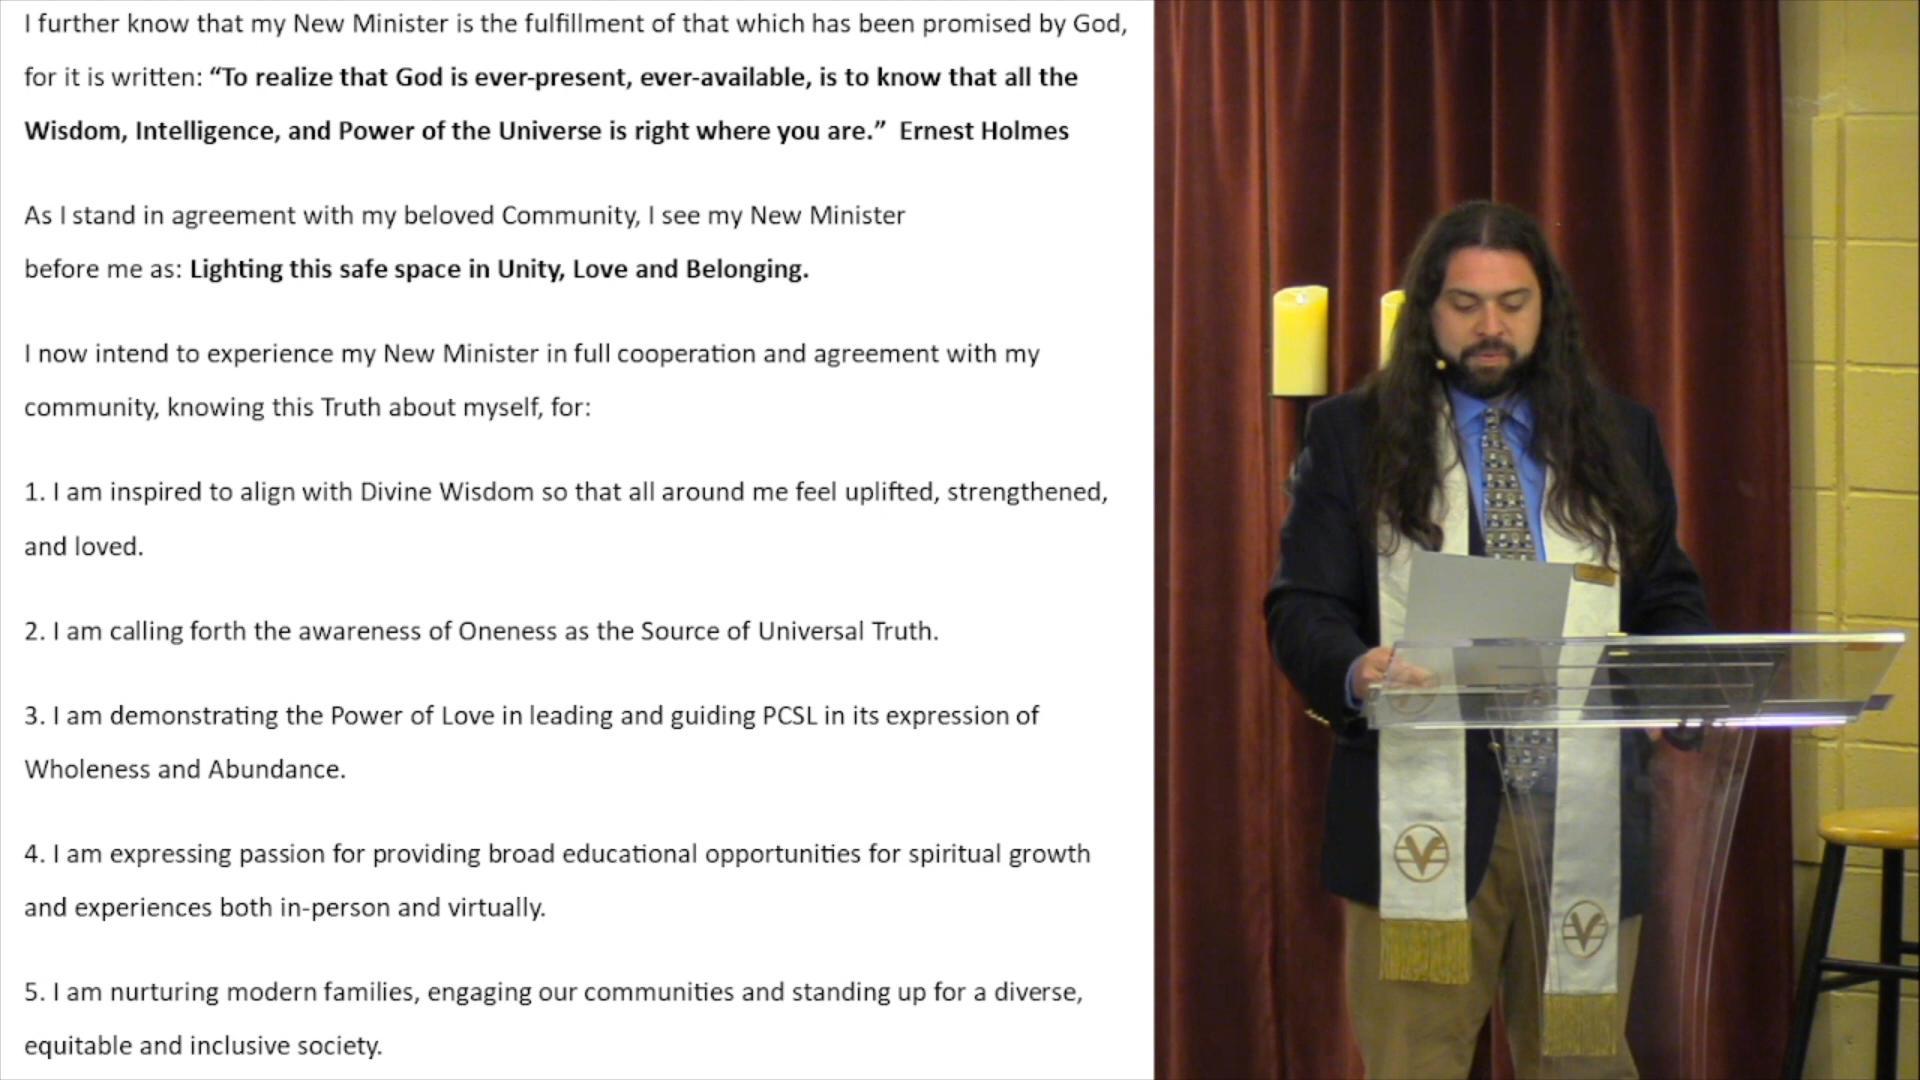 I further know that my New Minister is the fulfillment of that which has been promised by God,
for it is written: “To realize that God is ever-present, ever-available, is to know that all the
Wisdom, Intelligence, and Power of the Universe is right where you are.”  Ernest Holmes
As I stand in agreement with my beloved Community, I see my New Minister
before me as: Lighting this safe space in Unity, Love and Belonging.
I now intend to experience my New Minister in full cooperation and agreement with my
community, knowing this Truth about myself, for:
1. I am inspired to align with Divine Wisdom so that all around me feel uplifted, strengthened,
and loved.
2. I am calling forth the awareness of Oneness as the Source of Universal Truth.
3. I am demonstrating the Power of Love in leading and guiding PCSL in its expression of
Wholeness and Abundance.
4. I am expressing passion for providing broad educational opportunities for spiritual growth
and experiences both in-person and virtually.
5. I am nurturing modern families, engaging our communities and standing up for a diverse,
equitable and inclusive society.